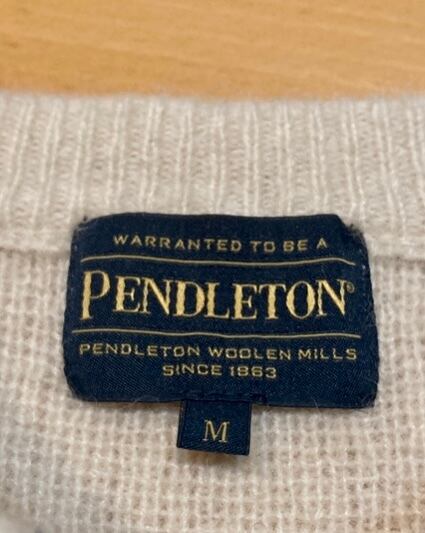 WARRANTED TO BE A
PENDLETON®
PENDLETON WOOLEN MILLS
SINCE 1863
M